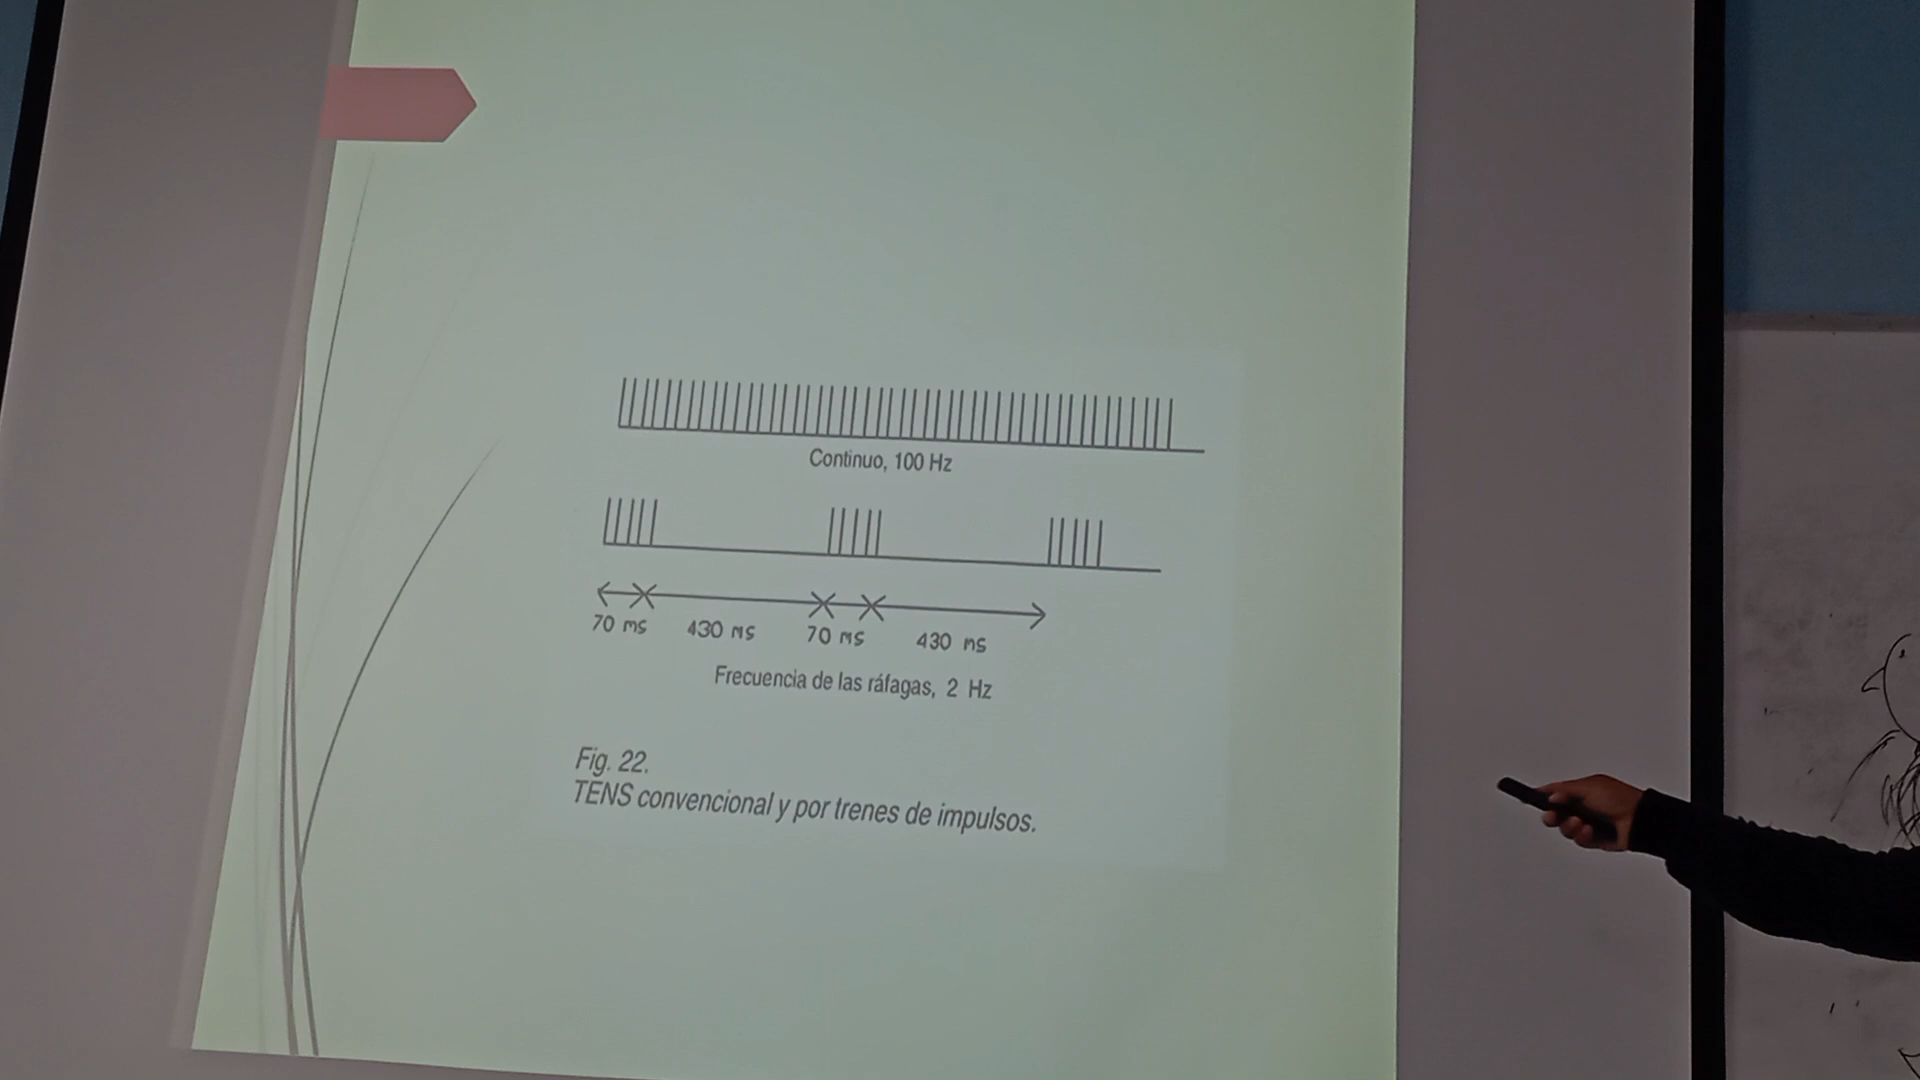 Continuo, 100 Hz
70 ms 430 ms 70 ms 430 ms
Frecuencia de las ráfagas, 2 Hz
Fig. 22.
TENS convencional y por trenes de impulsos.